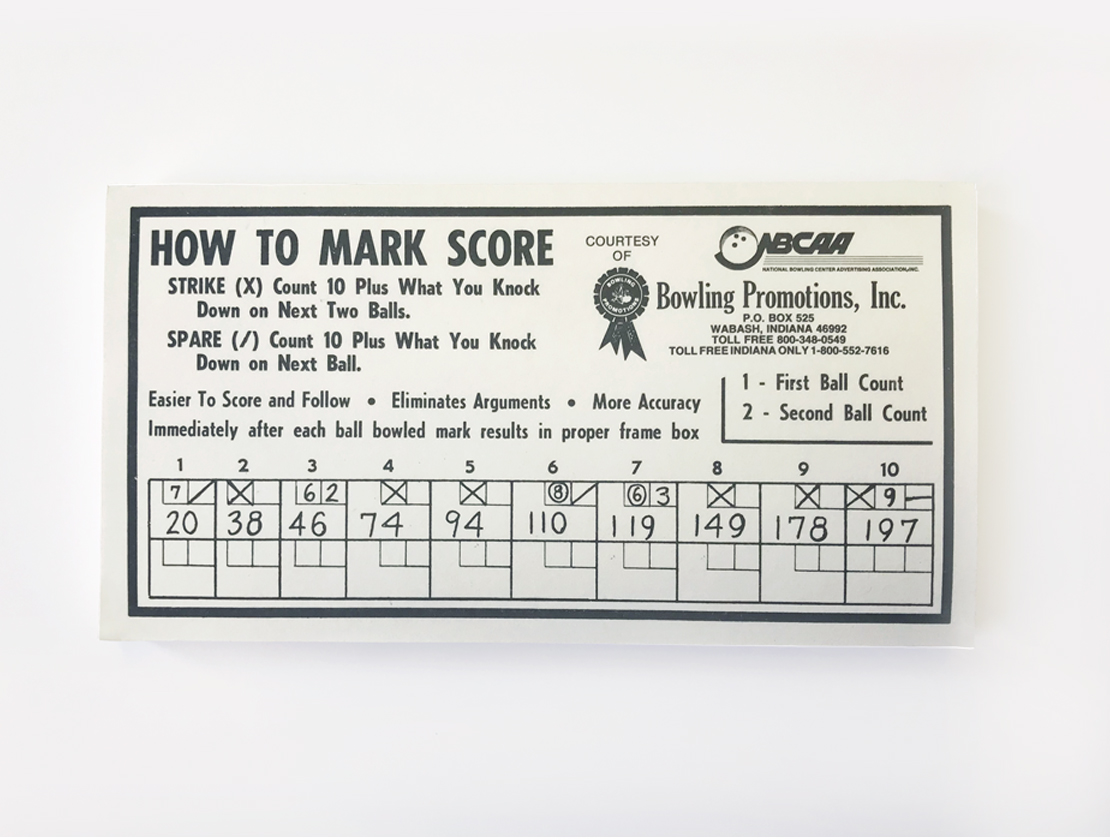 HOW TO MARK SCORE
STRIKE (X) Count 10 Plus What You Knock
Down on Next Two Balls.
SPARE (/) Count 10 Plus What You Knock
Down on Next Ball.
COURTESY
OF
BOWLING
PROMOTIONS
NBCAA
NATIONAL BOWLING CENTER ADVERTISING ASSOCIATION, INC.
Bowling Promotions, Inc.
P.O. BOX 525
WABASH, INDIANA 46992
TOLL FREE 800-348-0549
TOLL FREE INDIANA ONLY 1-800-552-7616
1 - First Ball Count
2 - Second Ball Count
Easier To Score and Follow • Eliminates Arguments • More Accuracy
Immediately after each ball bowled mark results in proper frame box
1 2 3 4 5 6 7 8 9 10
7 / X 6 2 X X 8 / 6 3 X X X 9 -
20 38 46 74 94 110 119 149 178 197